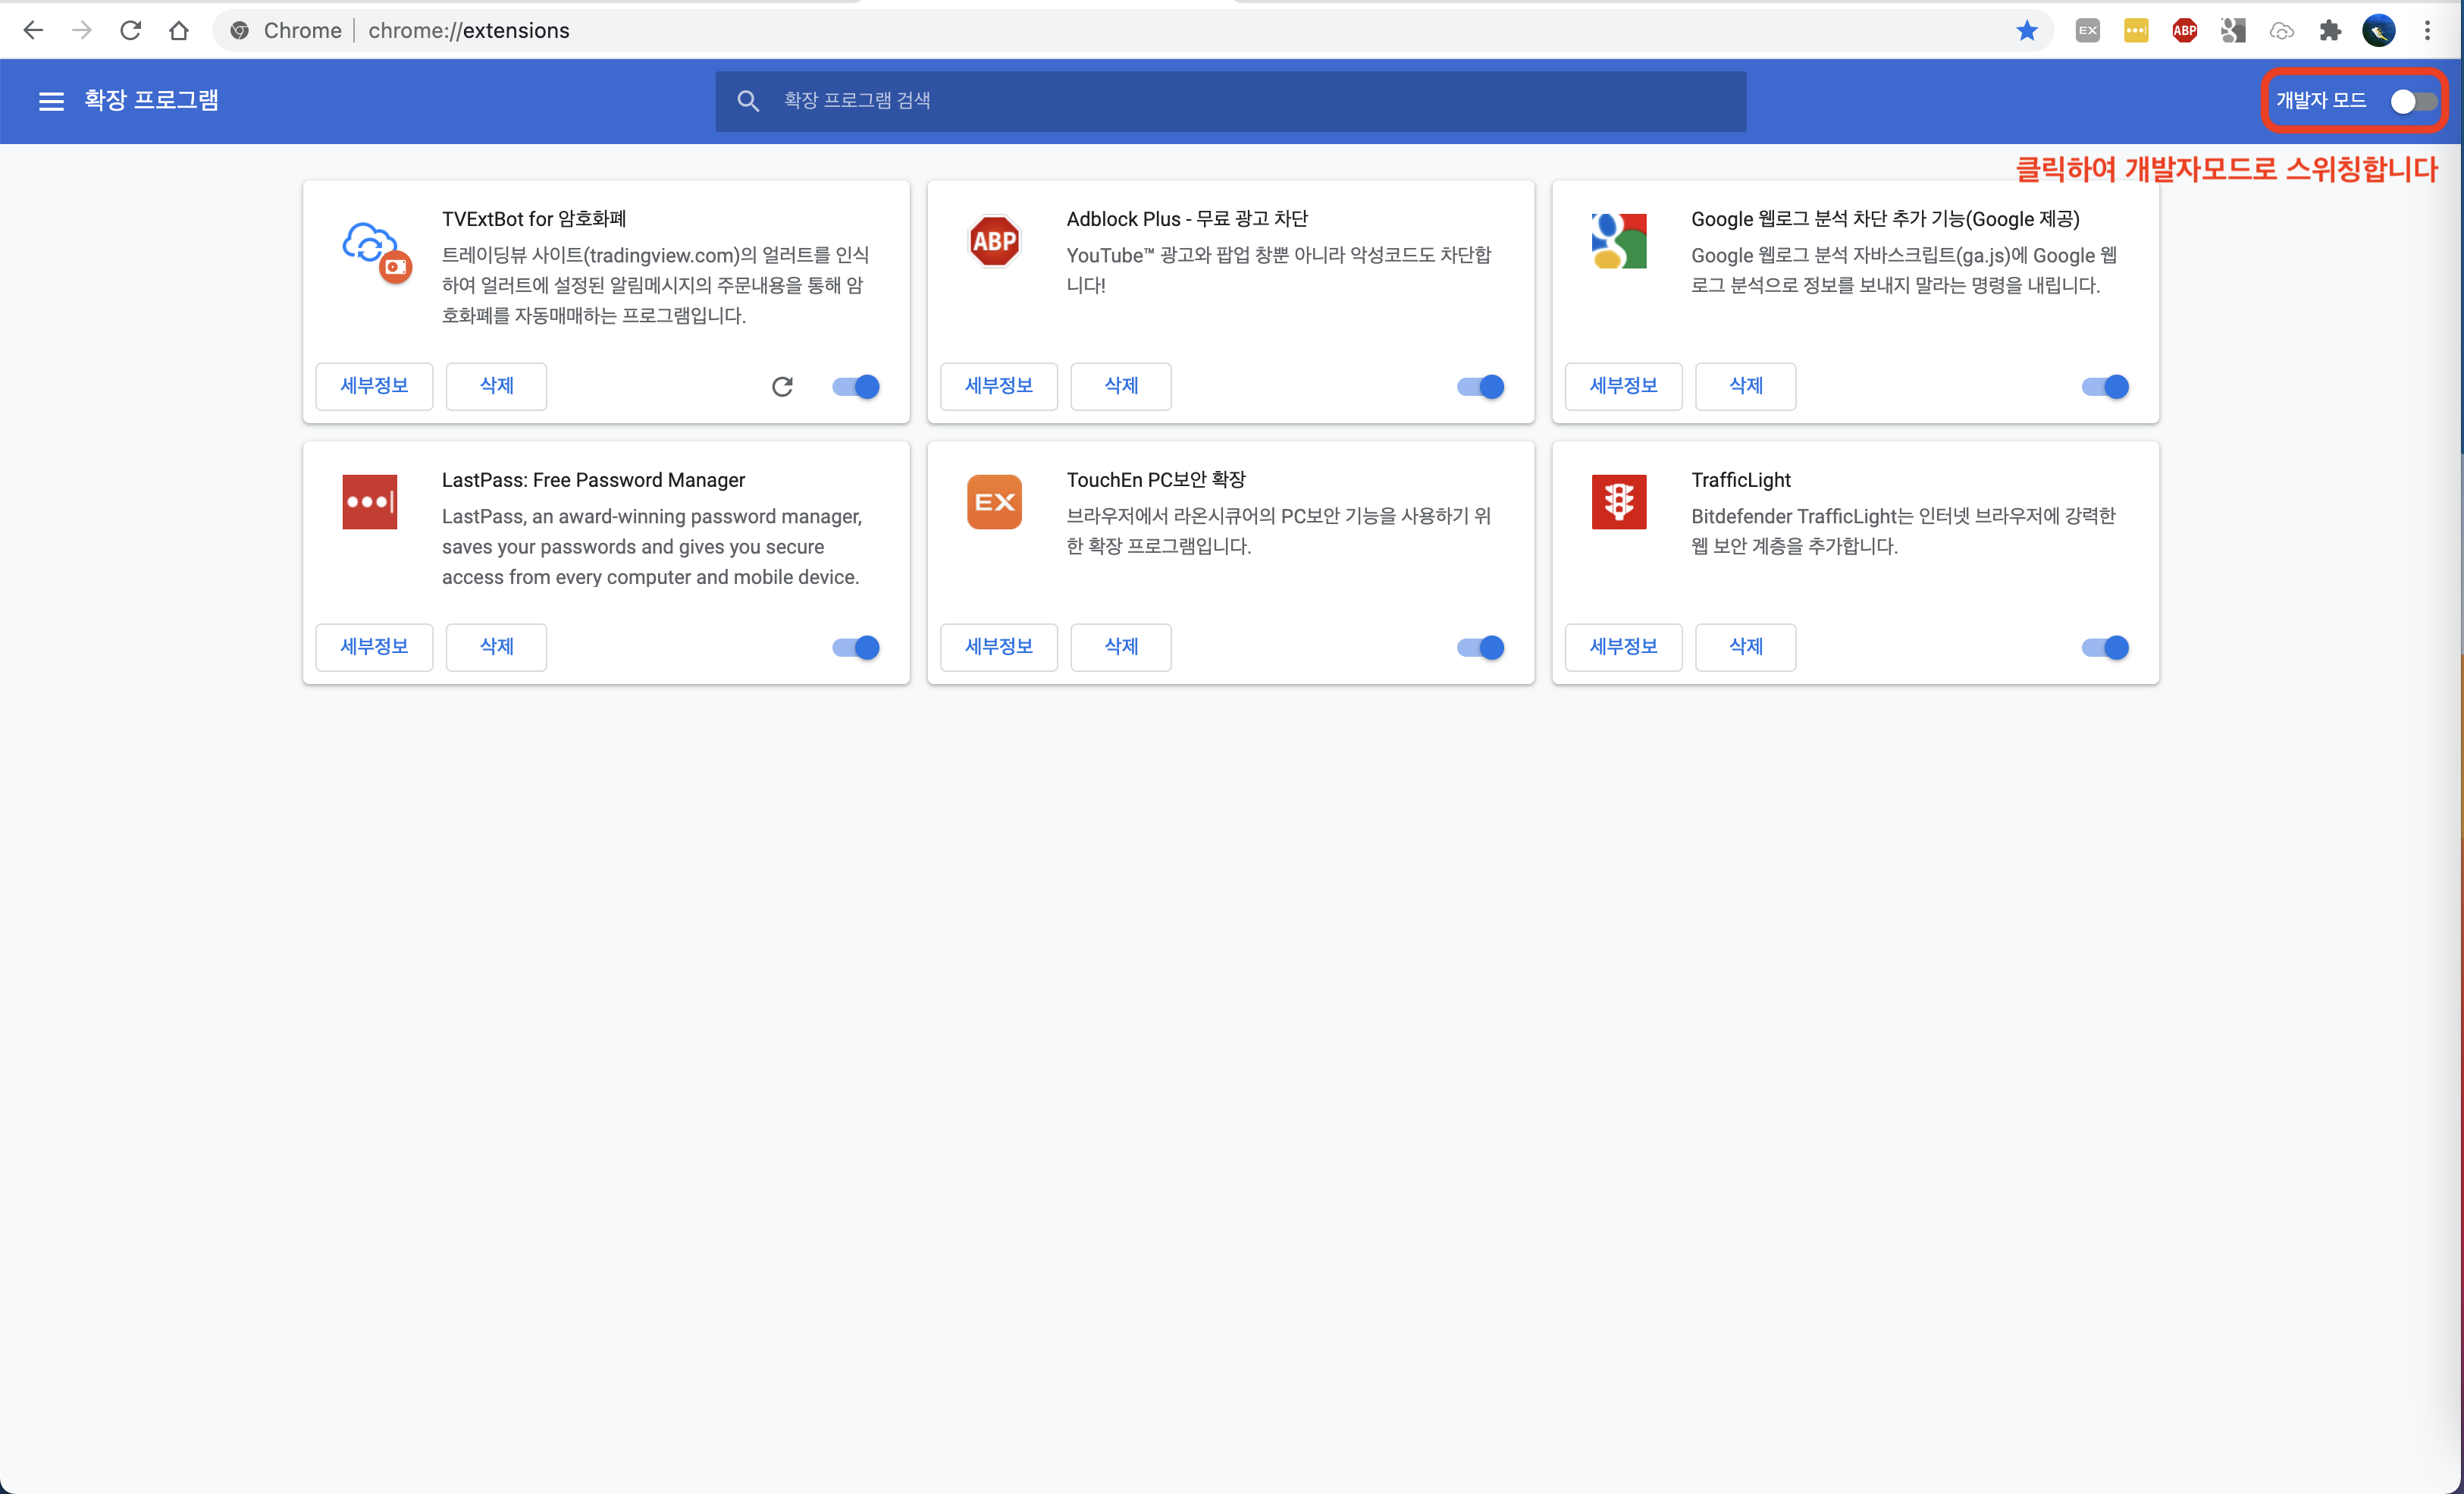 Chrome | chrome://extensions
EX
ABP
확장 프로그램
확장 프로그램 검색
개발자 모드
클릭하여 개발자모드로 스위칭합니다
TVExtBot for 암호화폐
트레이딩뷰 사이트(tradingview.com)의 얼러트를 인식
하여 얼러트에 설정된 알림메시지의 주문내용을 통해 암
호화폐를 자동매매하는 프로그램입니다.
세부정보
삭제
ABP
Adblock Plus - 무료 광고 차단
YouTube™ 광고와 팝업 창뿐 아니라 악성코드도 차단합
니다!
세부정보
삭제
Google 웹로그 분석 차단 추가 기능(Google 제공)
Google 웹로그 분석 자바스크립트(ga.js)에 Google 웹
로그 분석으로 정보를 보내지 말라는 명령을 내립니다.
세부정보
삭제
LastPass: Free Password Manager
LastPass, an award-winning password manager,
saves your passwords and gives you secure
access from every computer and mobile device.
세부정보
삭제
EX
TouchEn PC보안 확장
브라우저에서 라온시큐어의 PC보안 기능을 사용하기 위
한 확장 프로그램입니다.
세부정보
삭제
TrafficLight
Bitdefender TrafficLight는 인터넷 브라우저에 강력한
웹 보안 계층을 추가합니다.
세부정보
삭제